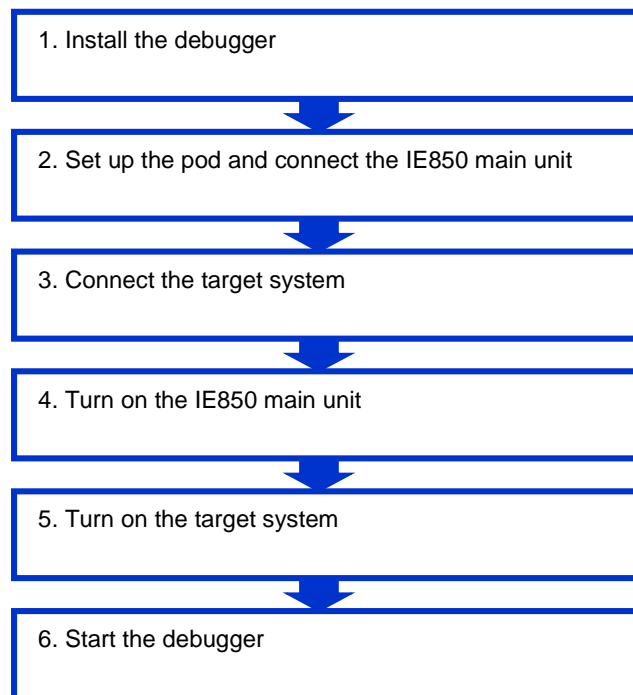 1. Install the debugger
2. Set up the pod and connect the IE850 main unit
3. Connect the target system
4. Turn on the IE850 main unit
5. Turn on the target system
6. Start the debugger